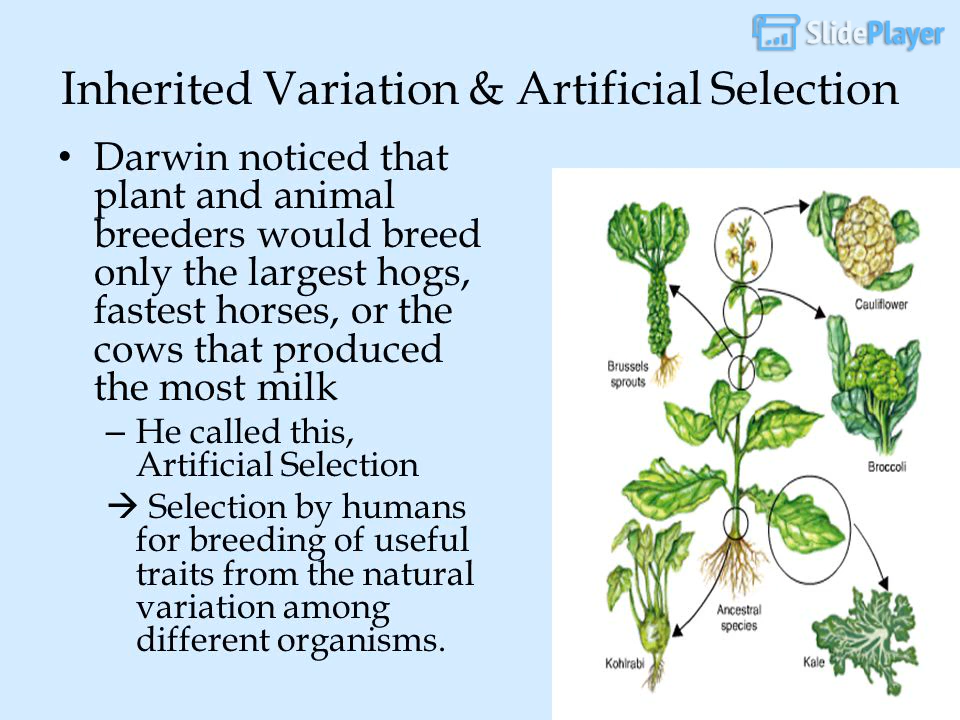 SlidePlayer
Inherited Variation & Artificial Selection
• Darwin noticed that
plant and animal
breeders would breed
only the largest hogs,
fastest horses, or the
cows that produced
the most milk
– He called this,
Artificial Selection
→ Selection by humans
for breeding of useful
traits from the natural
variation among
different organisms.
Cauliflower
Brussels
sprouts
Broccoli
Ancestral
species
Kohlrabi
Kale